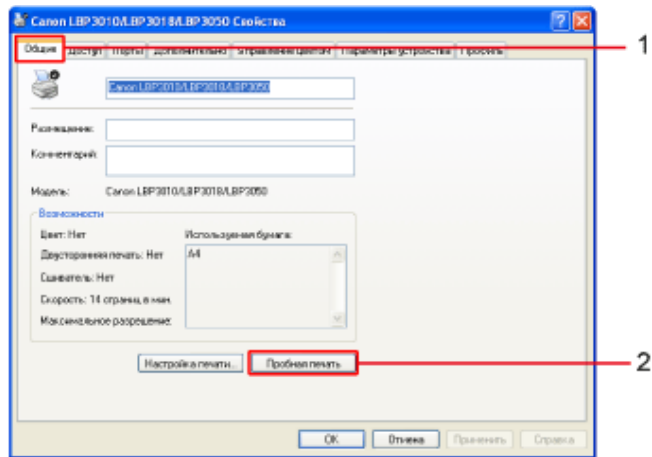 Canon LBP3010/LBP3018/LBP3050 Свойства
Общие Доступ Порты Дополнительно Управление цветом Параметры устройства Профиль
1
Canon LBP3010/LBP3018/LBP3050
Размещение:
Комментарий:
Модель: Canon LBP3010/LBP3018/LBP3050
Возможности
Цвет: Нет Используемая бумага:
Двусторонняя печать: Нет A4
Сшиватель: Нет
Скорость: 14 страниц в мин.
Максимальное разрешение:
Настройка печати... Пробная печать
2
OK Отмена Применить Справка